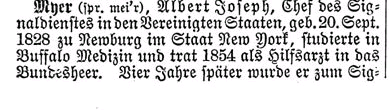 Myer (spr. mei'r), Albert Joseph, Chef des Sig-
naldienstes in den Vereinigten Staaten, geb. 20. Sept.
1828 zu Newburg im Staat New York, studierte in
Buffalo Medizin und trat 1854 als Hilfsarzt in das
Bundesheer. Vier Jahre später wurde er zum Sig-